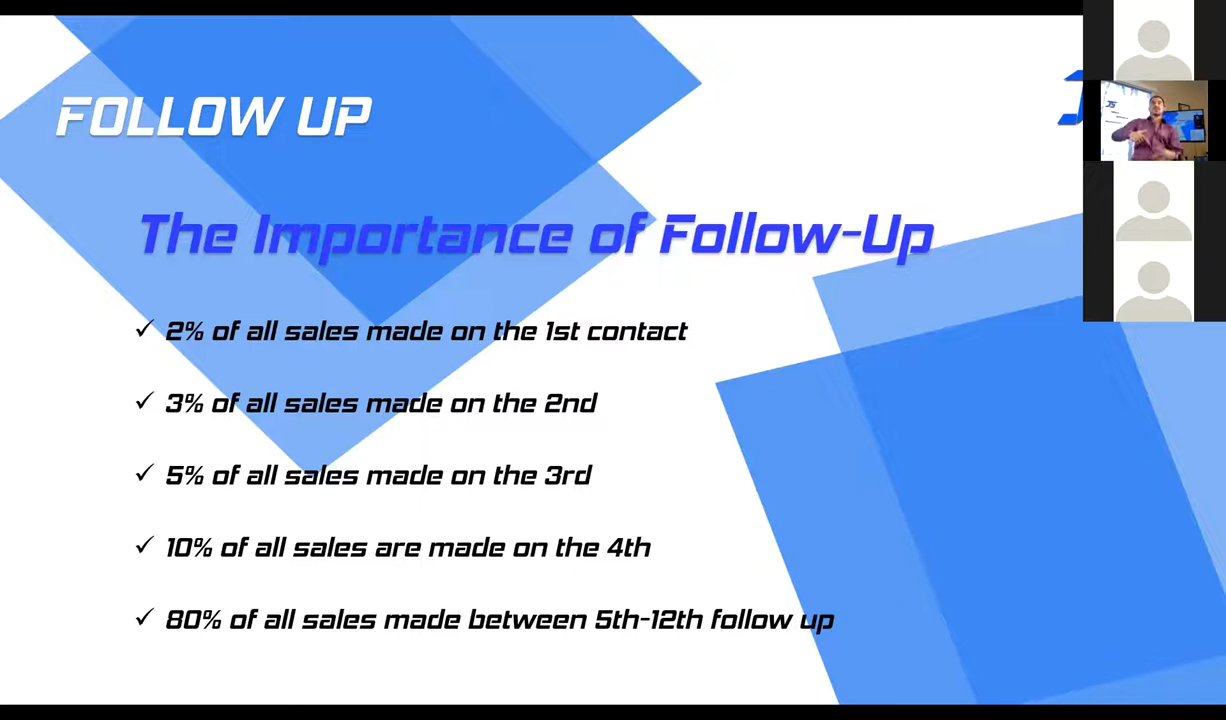 FOLLOW UP
The Importance of Follow-Up
✓ 2% of all sales made on the 1st contact
✓ 3% of all sales made on the 2nd
✓ 5% of all sales made on the 3rd
✓ 10% of all sales are made on the 4th
✓ 80% of all sales made between 5th-12th follow up
JS